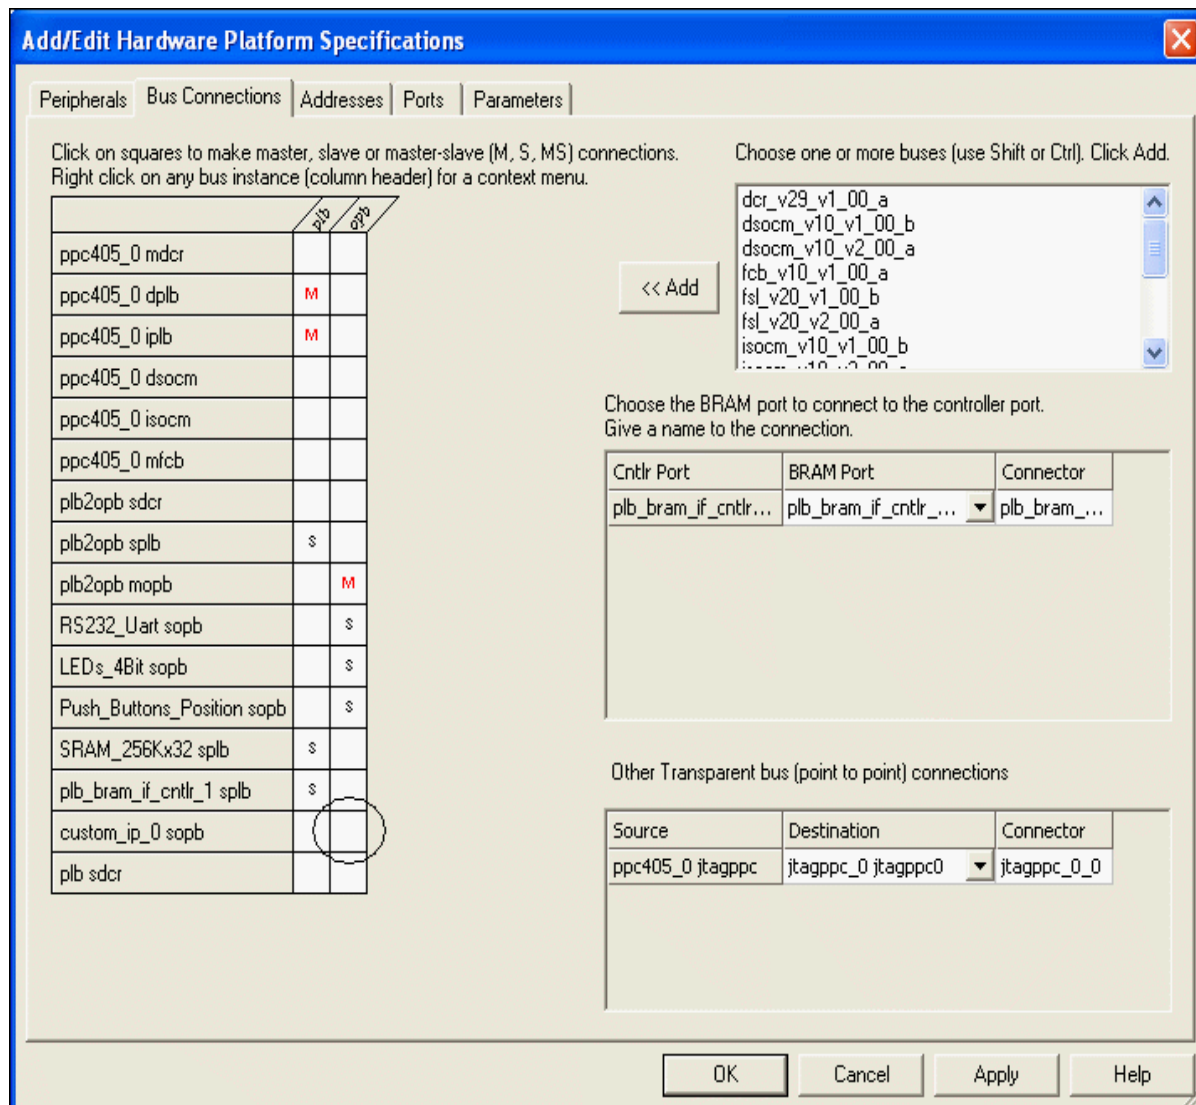 Add/Edit Hardware Platform Specifications
Peripherals
Bus Connections
Addresses
Ports
Parameters
Click on squares to make master, slave or master-slave (M, S, MS) connections.
Right click on any bus instance (column header) for a context menu.
plb
opb
ppc405_0 mdcr
ppc405_0 dplb M
ppc405_0 iplb M
ppc405_0 dsocm
ppc405_0 isocm
ppc405_0 mfcb
plb2opb sdcr
plb2opb splb S
plb2opb mopb M
RS232_Uart sopb S
LEDs_4Bit sopb S
Push_Buttons_Position sopb S
SRAM_256Kx32 splb S
plb_bram_if_cntlr_1 splb S
custom_ip_0 sopb
plb sdcr
Choose one or more buses (use Shift or Ctrl). Click Add.
<< Add
dcr_v29_v1_00_a
dsocm_v10_v1_00_b
dsocm_v10_v2_00_a
fcb_v10_v1_00_a
fsl_v20_v1_00_b
fsl_v20_v2_00_a
isocm_v10_v1_00_b
Choose the BRAM port to connect to the controller port.
Give a name to the connection.
Cntlr Port BRAM Port Connector
plb_bram_if_cntlr... plb_bram_if_cntlr_... plb_bram_...
Other Transparent bus (point to point) connections
Source Destination Connector
ppc405_0 jtagppc jtagppc_0 jtagppc0 jtagppc_0_0
OK
Cancel
Apply
Help